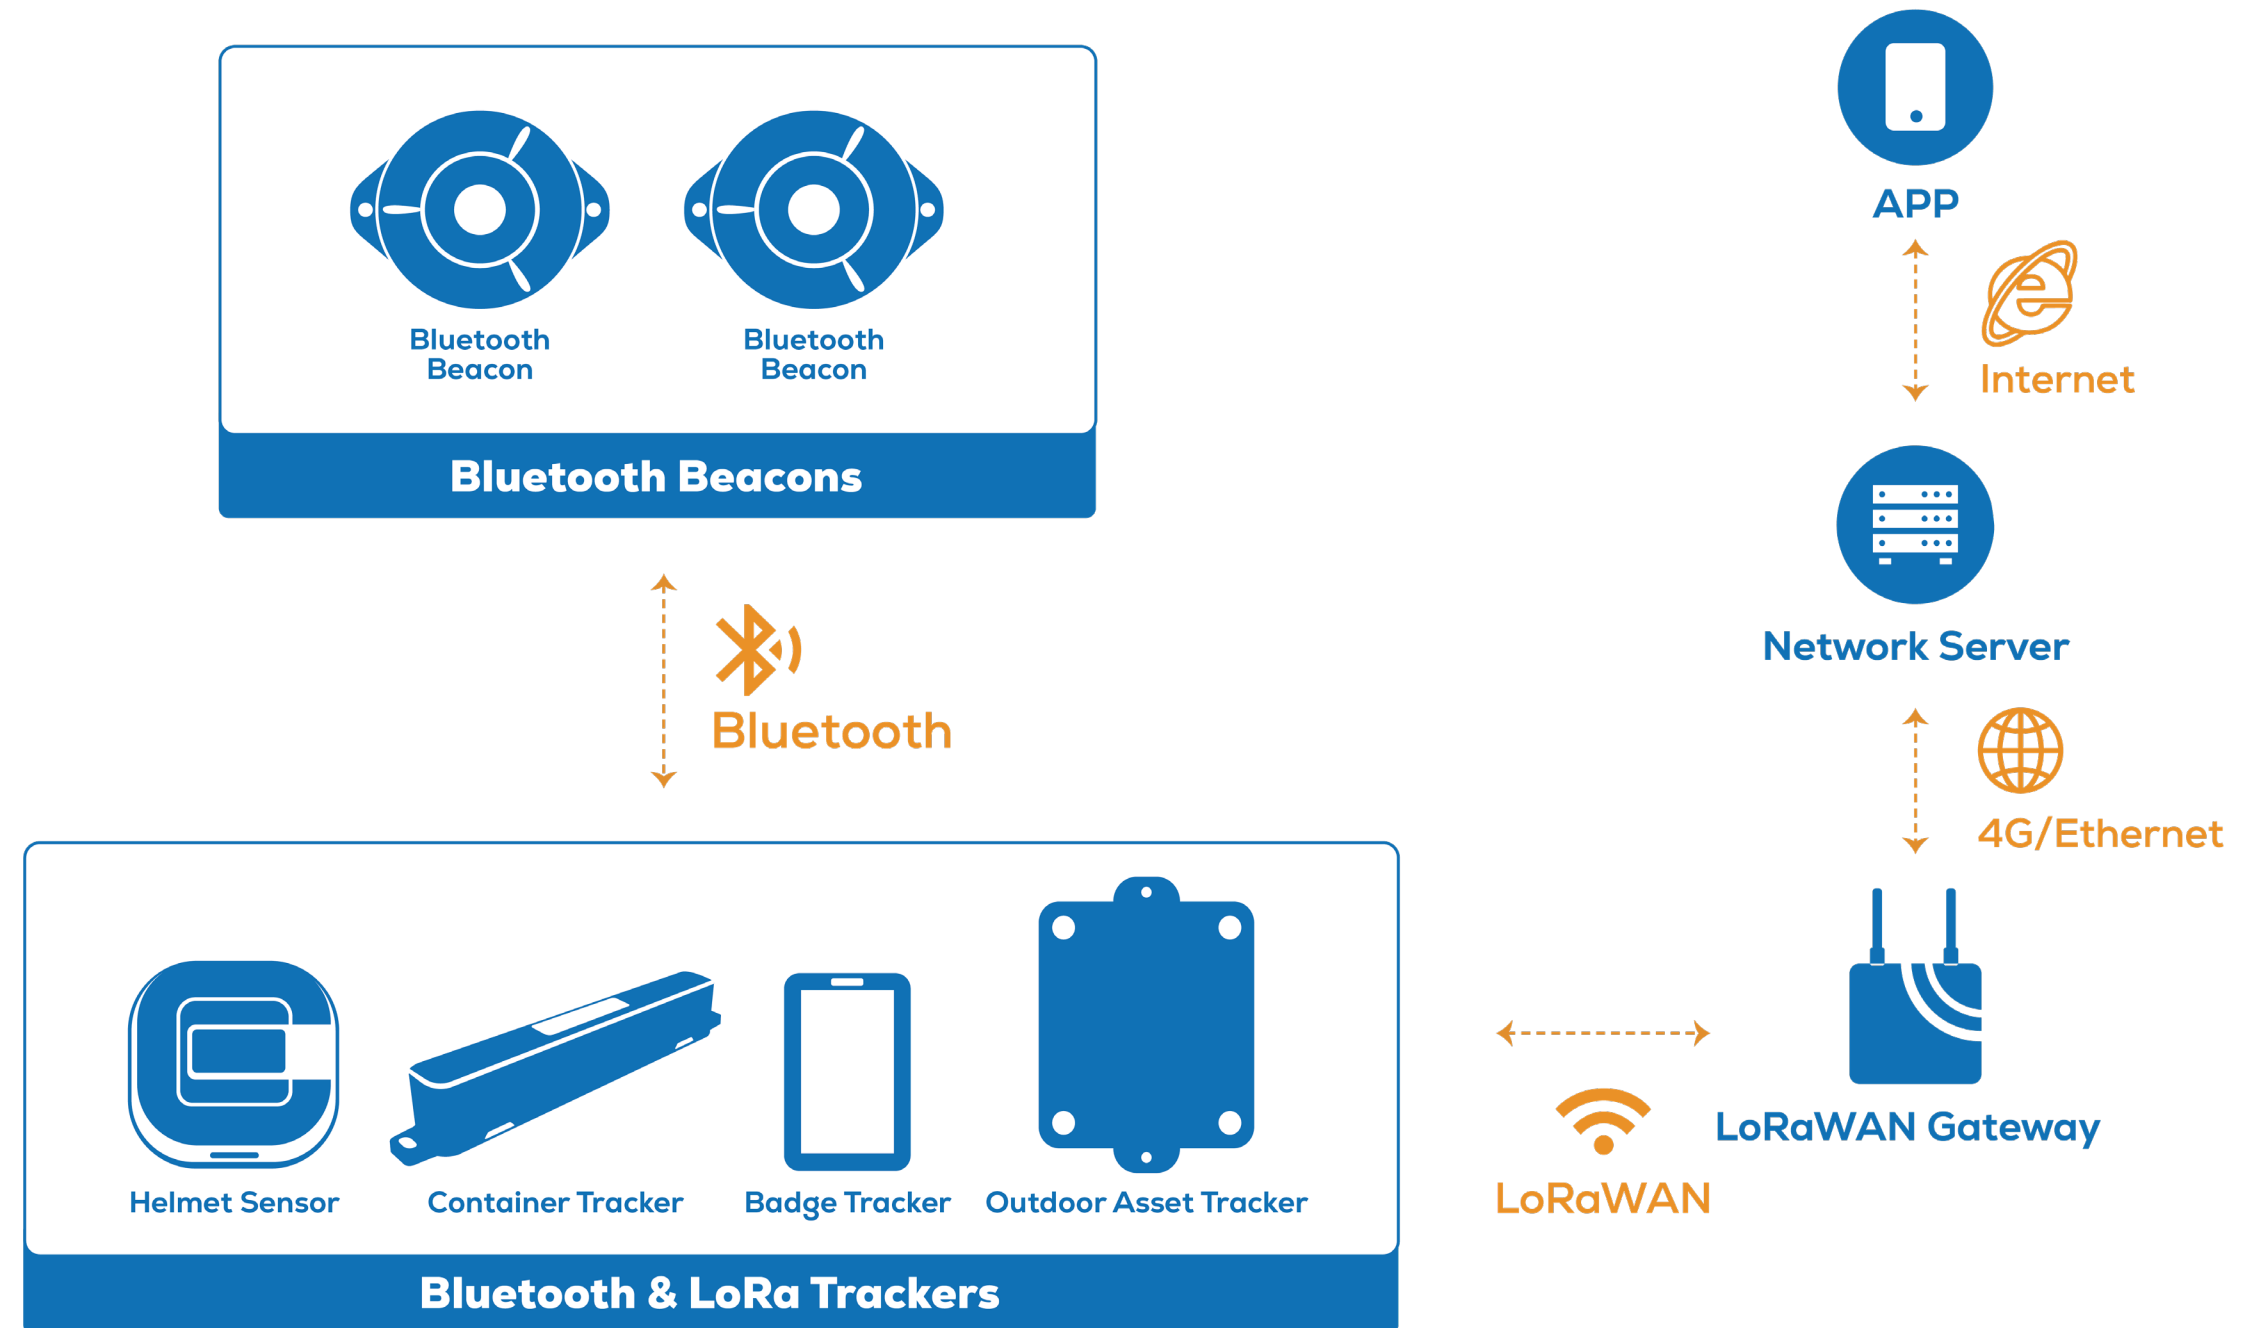 Bluetooth
Beacon
Bluetooth
Beacon
Bluetooth Beacons
Bluetooth
Helmet Sensor
Container Tracker
Badge Tracker
Outdoor Asset Tracker
Bluetooth & LoRa Trackers
APP
Internet
Network Server
4G/Ethernet
LoRaWAN Gateway
LoRaWAN